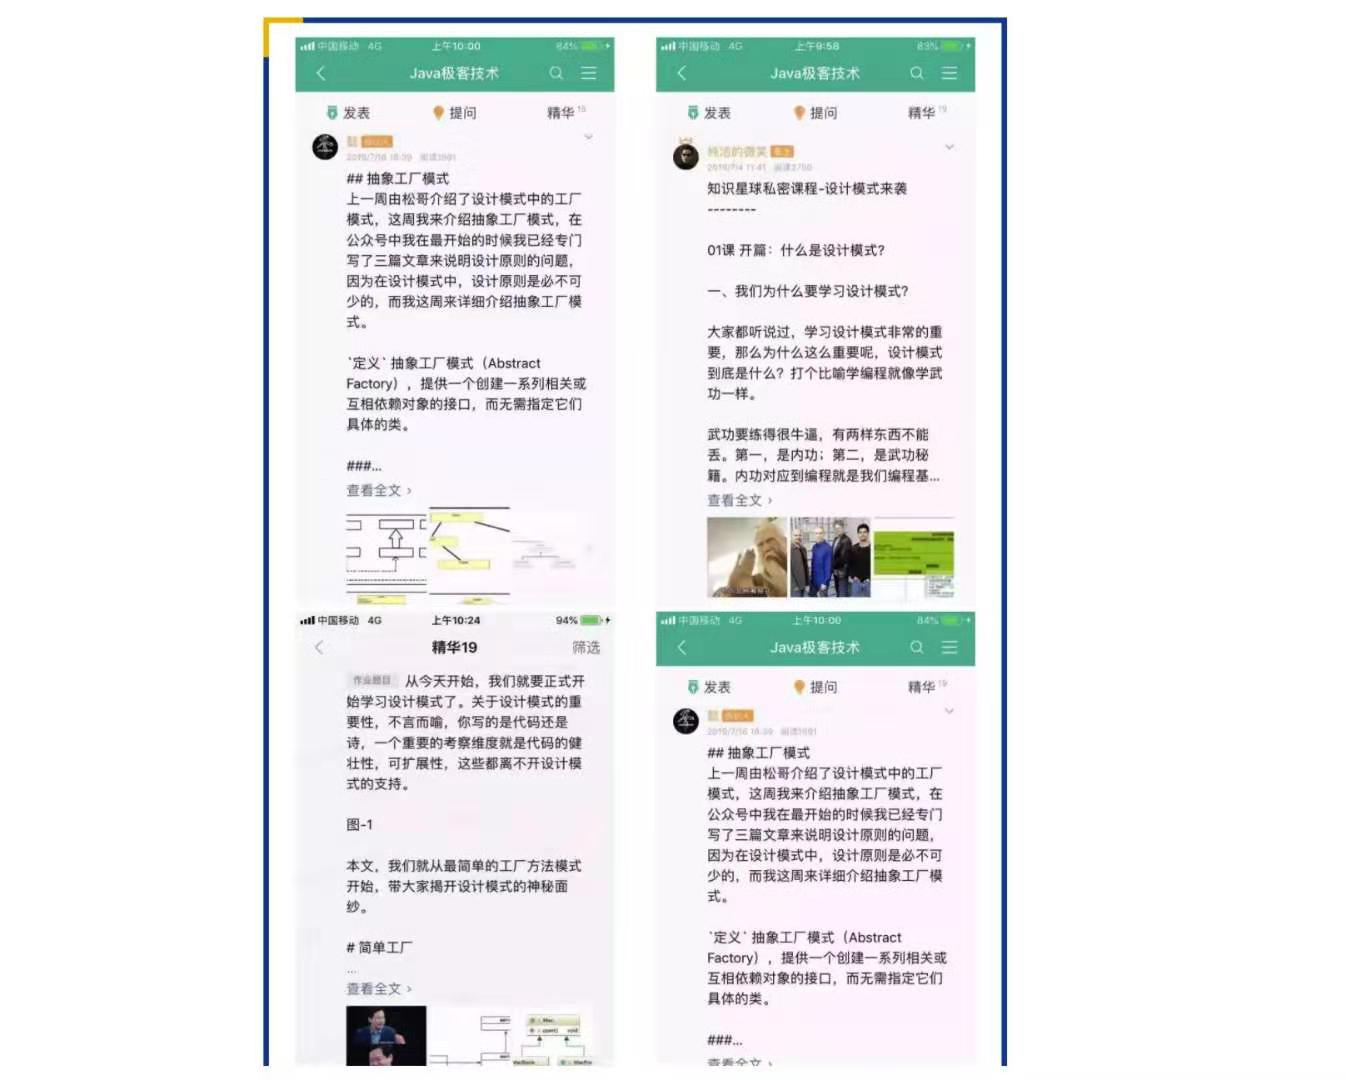 中国移动 4G 上午10:00 84%
Java极客技术
发表 提问 精华
2019/7/16 16:39 阅读1691
## 抽象工厂模式
上一周由松哥介绍了设计模式中的工厂
模式，这周我来介绍抽象工厂模式，在
公众号中我在最开始的时候我已经专门
写了三篇文章来说明设计原则的问题，
因为在设计模式中，设计原则是必不可
少的，而我这周来详细介绍抽象工厂模
式。
`定义` 抽象工厂模式（Abstract
Factory），提供一个创建一系列相关或
互相依赖对象的接口，而无需指定它们
具体的类。
###...
查看全文 ›
中国移动 4G 上午9:58 83%
Java极客技术
发表 提问 精华 19
纯洁的微笑 星主
2019/7/4 11:41
知识星球私密课程-设计模式来袭
--------
01课 开篇：什么是设计模式?
一、我们为什么要学习设计模式?
大家都听说过，学习设计模式非常的重
要，那么为什么这么重要呢，设计模式
到底是什么？打个比喻学编程就像学武
功一样。
武功要练得很牛逼，有两样东西不能
丢。第一，是内功；第二，是武功秘
籍。内功对应到编程就是我们编程基...
查看全文 ›
中国移动 4G 上午10:24 94%
精华19 筛选
作业题目 从今天开始，我们就要正式开
始学习设计模式了。关于设计模式的重
要性，不言而喻，你写的是代码还是
诗，一个重要的考察维度就是代码的健
壮性，可扩展性，这些都离不开设计模
式的支持。
图-1
本文，我们就从最简单的工厂方法模式
开始，带大家揭开设计模式的神秘面
纱。
# 简单工厂
...
查看全文 ›
中国移动 4G 上午10:00 84%
Java极客技术
发表 提问 精华 19
2019/7/16 16:39 阅读1691
## 抽象工厂模式
上一周由松哥介绍了设计模式中的工厂
模式，这周我来介绍抽象工厂模式，在
公众号中我在最开始的时候我已经专门
写了三篇文章来说明设计原则的问题，
因为在设计模式中，设计原则是必不可
少的，而我这周来详细介绍抽象工厂模
式。
`定义` 抽象工厂模式（Abstract
Factory），提供一个创建一系列相关或
互相依赖对象的接口，而无需指定它们
具体的类。
###...
查看全文 ›